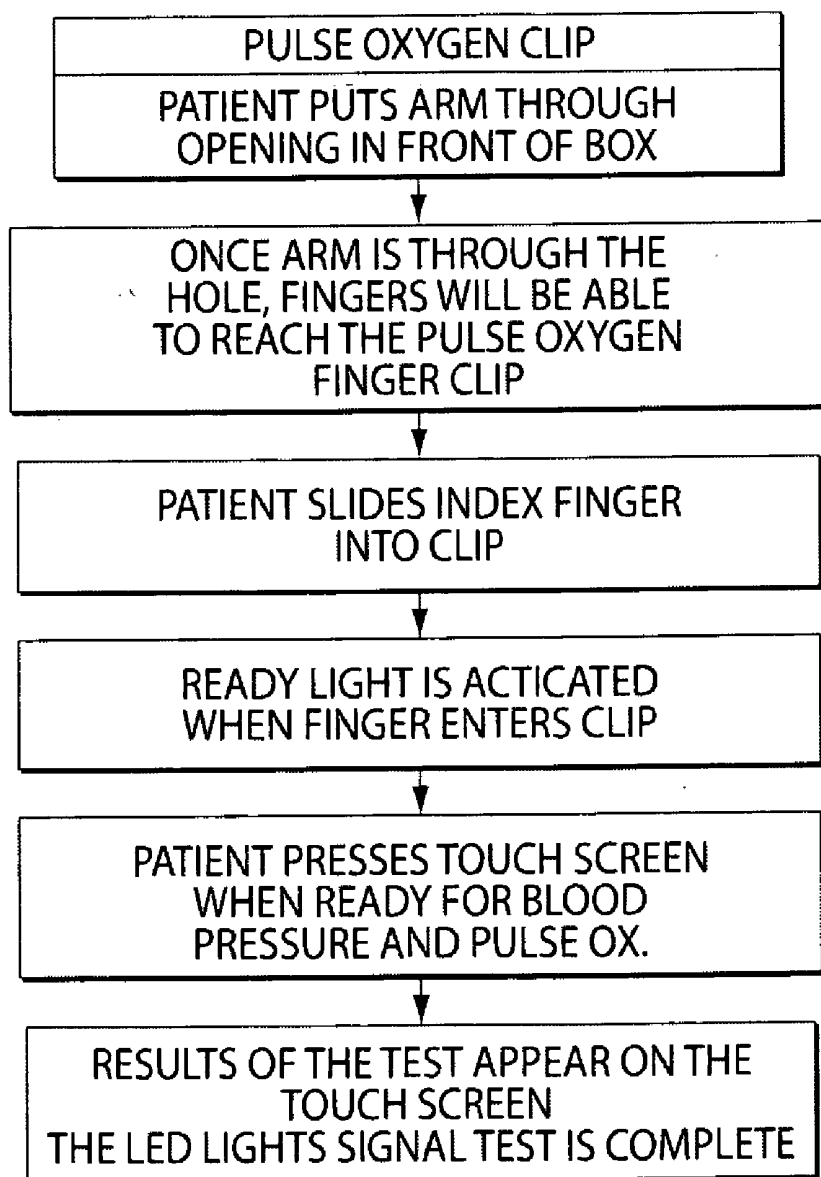 PULSE OXYGEN CLIP
PATIENT PUTS ARM THROUGH
OPENING IN FRONT OF BOX
ONCE ARM IS THROUGH THE
HOLE, FINGERS WILL BE ABLE
TO REACH THE PULSE OXYGEN
FINGER CLIP
PATIENT SLIDES INDEX FINGER
INTO CLIP
READY LIGHT IS ACTICATED
WHEN FINGER ENTERS CLIP
PATIENT PRESSES TOUCH SCREEN
WHEN READY FOR BLOOD
PRESSURE AND PULSE OX.
RESULTS OF THE TEST APPEAR ON THE
TOUCH SCREEN
THE LED LIGHTS SIGNAL TEST IS COMPLETE